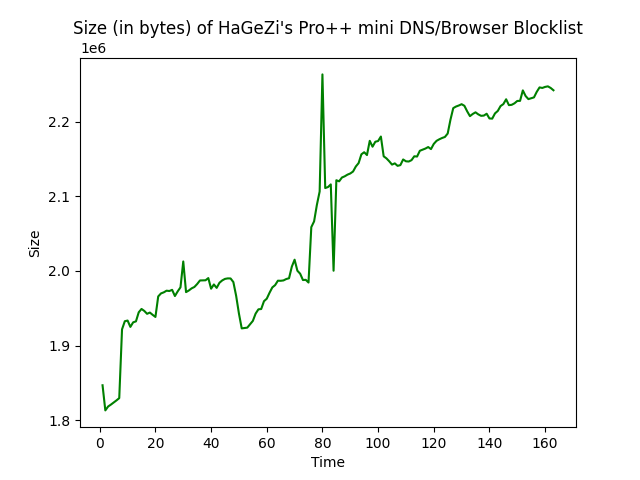 Size (in bytes) of HaGeZi's Pro++ mini DNS/Browser Blocklist
1e6
2.2
2.1
2.0
1.9
1.8
Size
0 20 40 60 80 100 120 140 160
Time